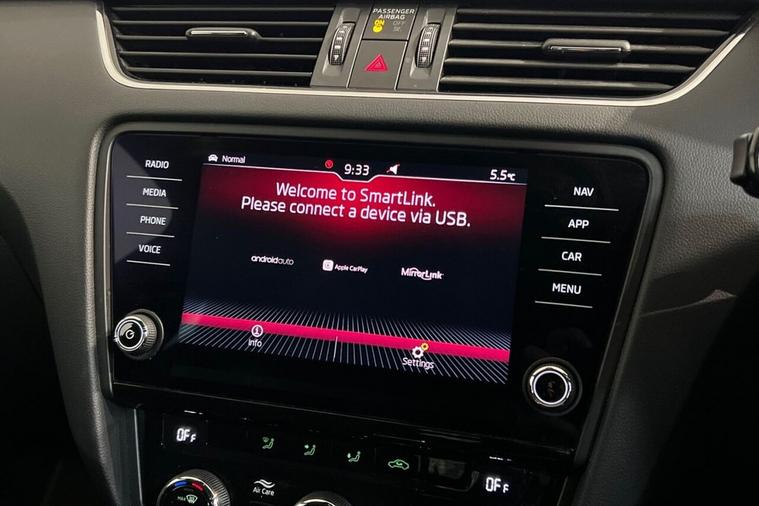 PASSENGER
AIRBAG
ON OFF
RADIO
MEDIA
PHONE
VOICE
Normal
9:33
5.5°C
Welcome to SmartLink.
Please connect a device via USB.
androidauto
Apple CarPlay
MirrorLink
Info
Settings
NAV
APP
CAR
MENU
OFF
OFF
MAX
Air Care